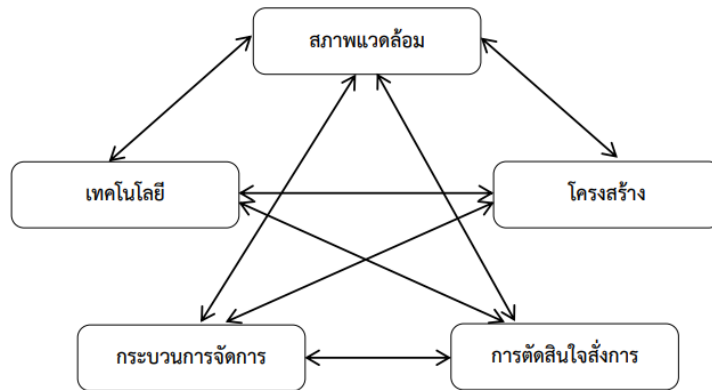 สภาพแวดล้อม
เทคโนโลยี
โครงสร้าง
กระบวนการจัดการ
การตัดสินใจสั่งการ